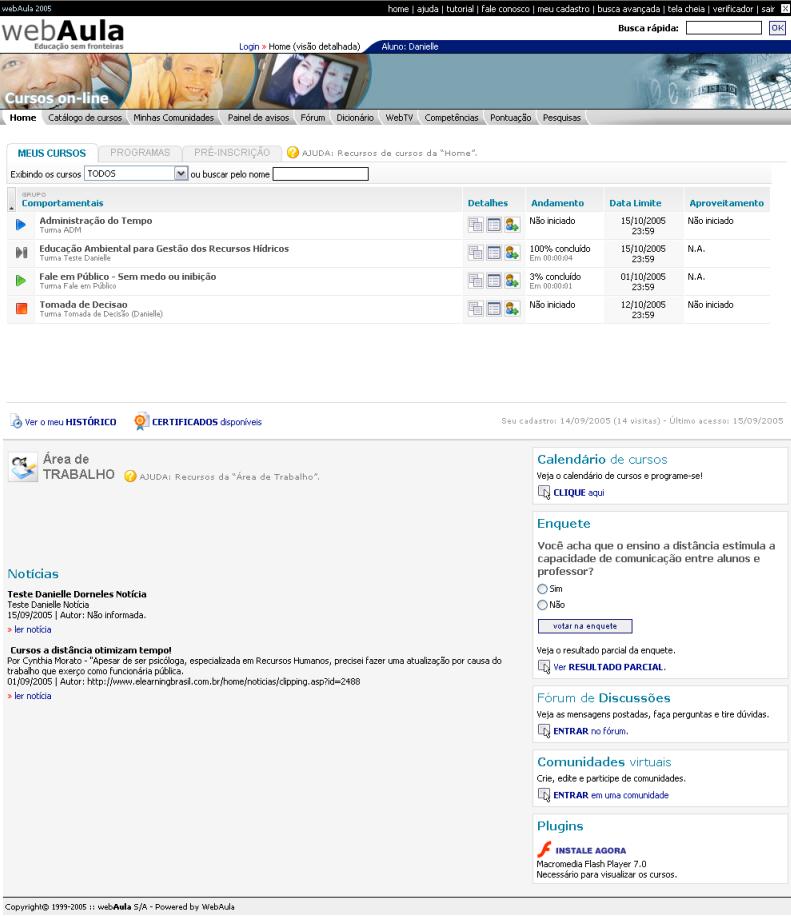 webAula 2005
home | ajuda | tutorial | fale conosco | meu cadastro | busca avançada | tela cheia | verificador | sair X
webAula
Educação sem fronteiras
Busca rápida: OK
Login » Home (visão detalhada) Aluno: Danielle
Cursos on-line
Home Catálogo de cursos Minhas Comunidades Painel de avisos Fórum Dicionário WebTV Competências Pontuação Pesquisas
MEUS CURSOS PROGRAMAS PRÉ-INSCRIÇÃO ? AJUDA: Recursos de cursos da "Home".
Exibindo os cursos TODOS ou buscar pelo nome
GRUPO
Comportamentais Detalhes Andamento Data Limite Aproveitamento
Administração do Tempo Não iniciado 15/10/2005 Não iniciado
Turma ADM 23:59
Educação Ambiental para Gestão dos Recursos Hídricos 100% concluído 15/10/2005 N.A.
Turma Teste Danielle Em 00:00:04 23:59
Fale em Público - Sem medo ou inibição 3% concluído 01/10/2005 N.A.
Turma Fale em Público Em 00:00:01 23:59
Tomada de Decisao Não iniciado 12/10/2005 Não iniciado
Turma Tomada de Decisão (Danielle) 23:59
Ver o meu HISTÓRICO CERTIFICADOS disponíveis Seu cadastro: 14/09/2005 (14 visitas) - Último acesso: 15/09/2005
Área de
TRABALHO ? AJUDA: Recursos da "Área de Trabalho".
Notícias
Teste Danielle Dorneles Notícia
Teste Danielle Notícia
15/09/2005 | Autor: Não informada.
» ler notícia
Cursos a distância otimizam tempo!
Por Cynthia Morato - "Apesar de ser psicóloga, especializada em Recursos Humanos, precisei fazer uma atualização por causa do
trabalho que exerço como funcionária pública.
01/09/2005 | Autor: http://www.elearningbrasil.com.br/home/noticias/clipping.asp?id=2488
» ler notícia
Calendário de cursos
Veja o calendário de cursos e programe-se!
CLIQUE aqui
Enquete
Você acha que o ensino a distância estimula a
capacidade de comunicação entre alunos e
professor?
Sim
Não
votar na enquete
Veja o resultado parcial da enquete.
Ver RESULTADO PARCIAL.
Fórum de Discussões
Veja as mensagens postadas, faça perguntas e tire dúvidas.
ENTRAR no fórum.
Comunidades virtuais
Crie, edite e participe de comunidades.
ENTRAR em uma comunidade
Plugins
INSTALE AGORA
Macromedia Flash Player 7.0
Necessário para visualizar os cursos.
Copyright© 1999-2005 :: webAula S/A - Powered by WebAula